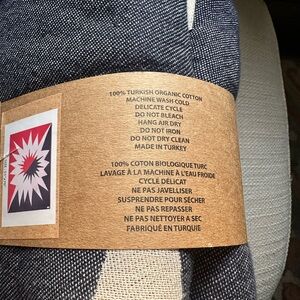 100% TURKISH ORGANIC COTTON
MACHINE WASH COLD
DELICATE CYCLE
DO NOT BLEACH
HANG AIR DRY
DO NOT IRON
DO NOT DRY CLEAN
MADE IN TURKEY
100% COTON BIOLOGIQUE TURC
LAVAGE À LA MACHINE À L'EAU FROIDE
CYCLE DÉLICAT
NE PAS JAVELLISER
SUSPENDRE POUR SÉCHER
NE PAS REPASSER
NE PAS NETTOYER A SEC
FABRIQUÉ EN TURQUIE